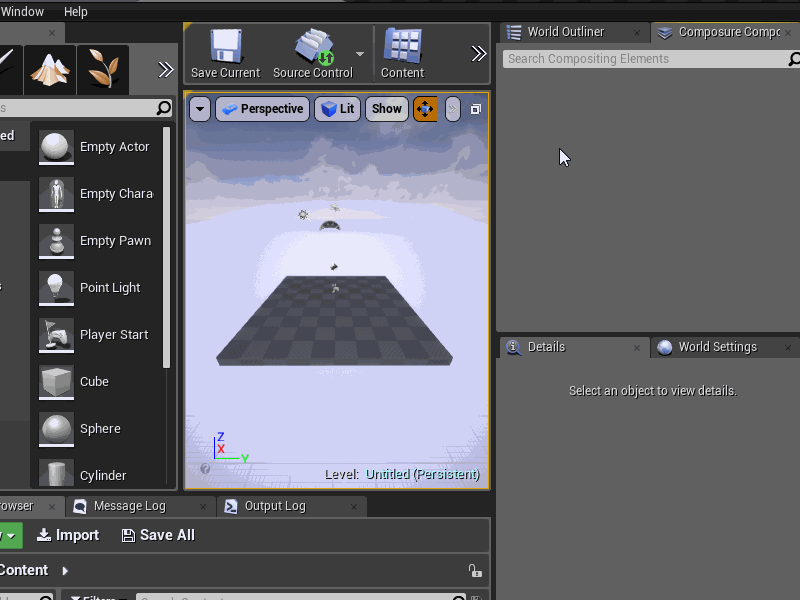 Window Help
World Outliner
Composure Compo
Save Current
Source Control
Content
Search Compositing Elements
Perspective
Lit
Show
ed
Empty Actor
Empty Chara
Empty Pawn
Point Light
Player Start
Cube
Sphere
Cylinder
Z
X
Y
Level: Untitled (Persistent)
Details
World Settings
Select an object to view details.
rowser
Message Log
Output Log
Import
Save All
Content
Filters